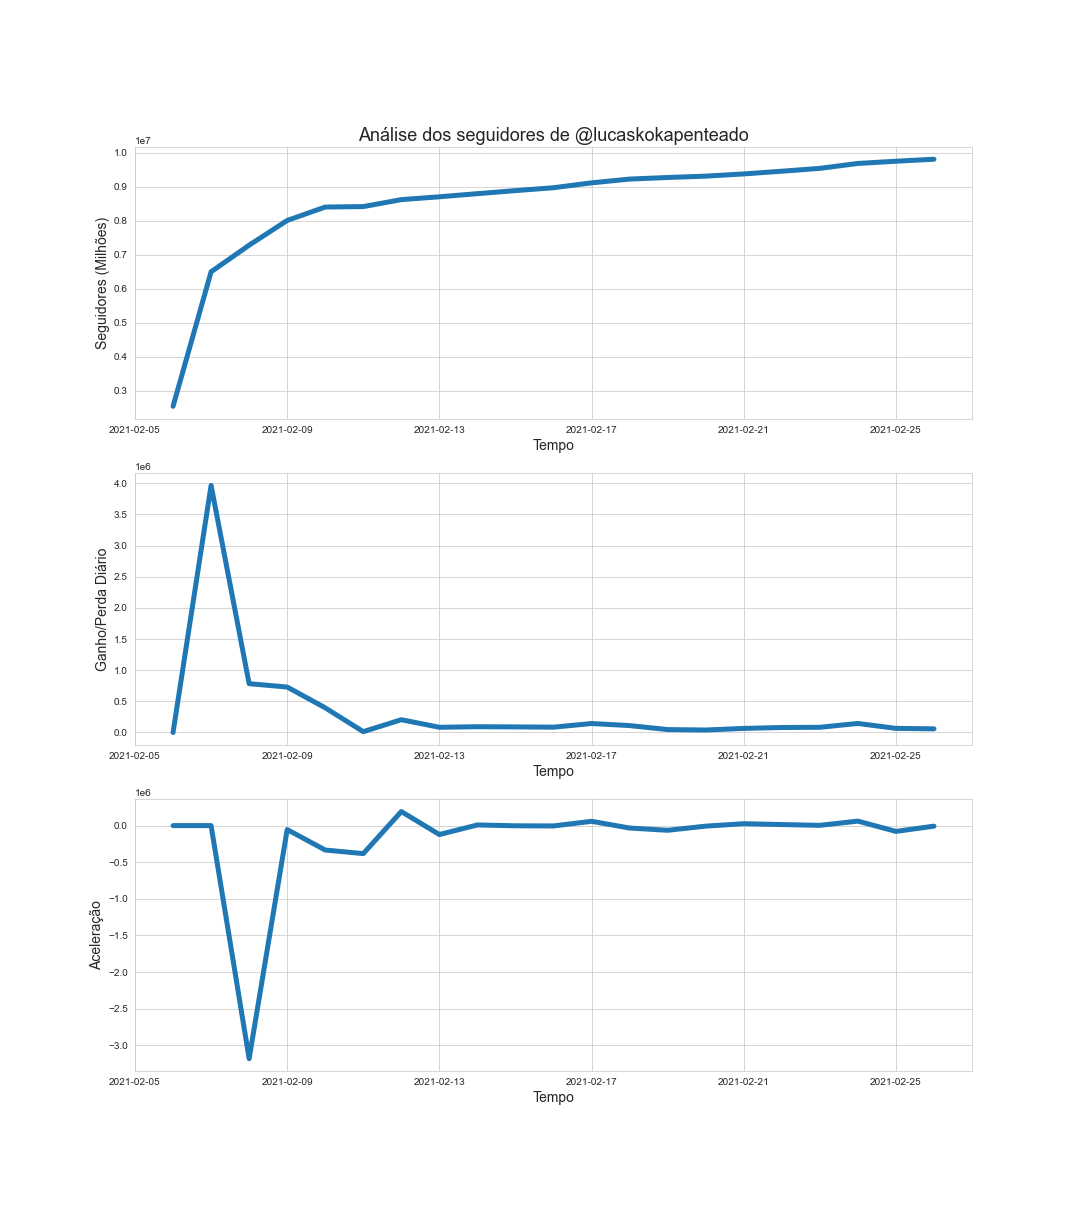 Análise dos seguidores de @lucaskokapenteado
1e7
1.0
0.9
0.8
0.7
0.6
0.5
0.4
0.3
Seguidores (Milhões)
2021-02-05 2021-02-09 2021-02-13 2021-02-17 2021-02-21 2021-02-25
Tempo
1e6
4.0
3.5
3.0
2.5
2.0
1.5
1.0
0.5
0.0
Ganho/Perda Diário
2021-02-05 2021-02-09 2021-02-13 2021-02-17 2021-02-21 2021-02-25
Tempo
1e6
0.0
−0.5
−1.0
−1.5
−2.0
−2.5
−3.0
Aceleração
2021-02-05 2021-02-09 2021-02-13 2021-02-17 2021-02-21 2021-02-25
Tempo